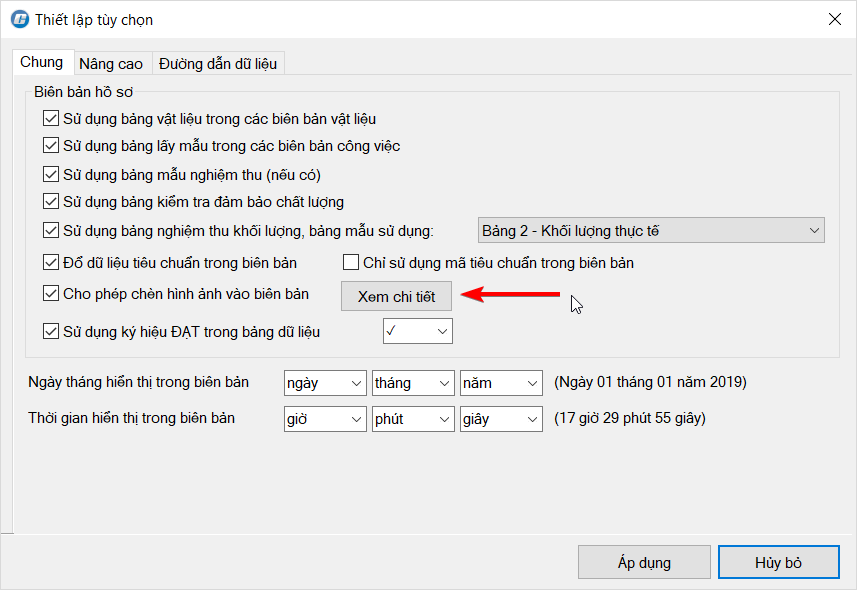 Thiết lập tùy chọn
Chung Nâng cao Đường dẫn dữ liệu
Biên bản hồ sơ
Sử dụng bảng vật liệu trong các biên bản vật liệu
Sử dụng bảng lấy mẫu trong các biên bản công việc
Sử dụng bảng mẫu nghiệm thu (nếu có)
Sử dụng bảng kiểm tra đảm bảo chất lượng
Sử dụng bảng nghiệm thu khối lượng, bảng mẫu sử dụng: Bảng 2 - Khối lượng thực tế
Đổ dữ liệu tiêu chuẩn trong biên bản Chỉ sử dụng mã tiêu chuẩn trong biên bản
Cho phép chèn hình ảnh vào biên bản Xem chi tiết
Sử dụng ký hiệu ĐẠT trong bảng dữ liệu ✓
Ngày tháng hiển thị trong biên bản ngày tháng năm (Ngày 01 tháng 01 năm 2019)
Thời gian hiển thị trong biên bản giờ phút giây (17 giờ 29 phút 55 giây)
Áp dụng Hủy bỏ